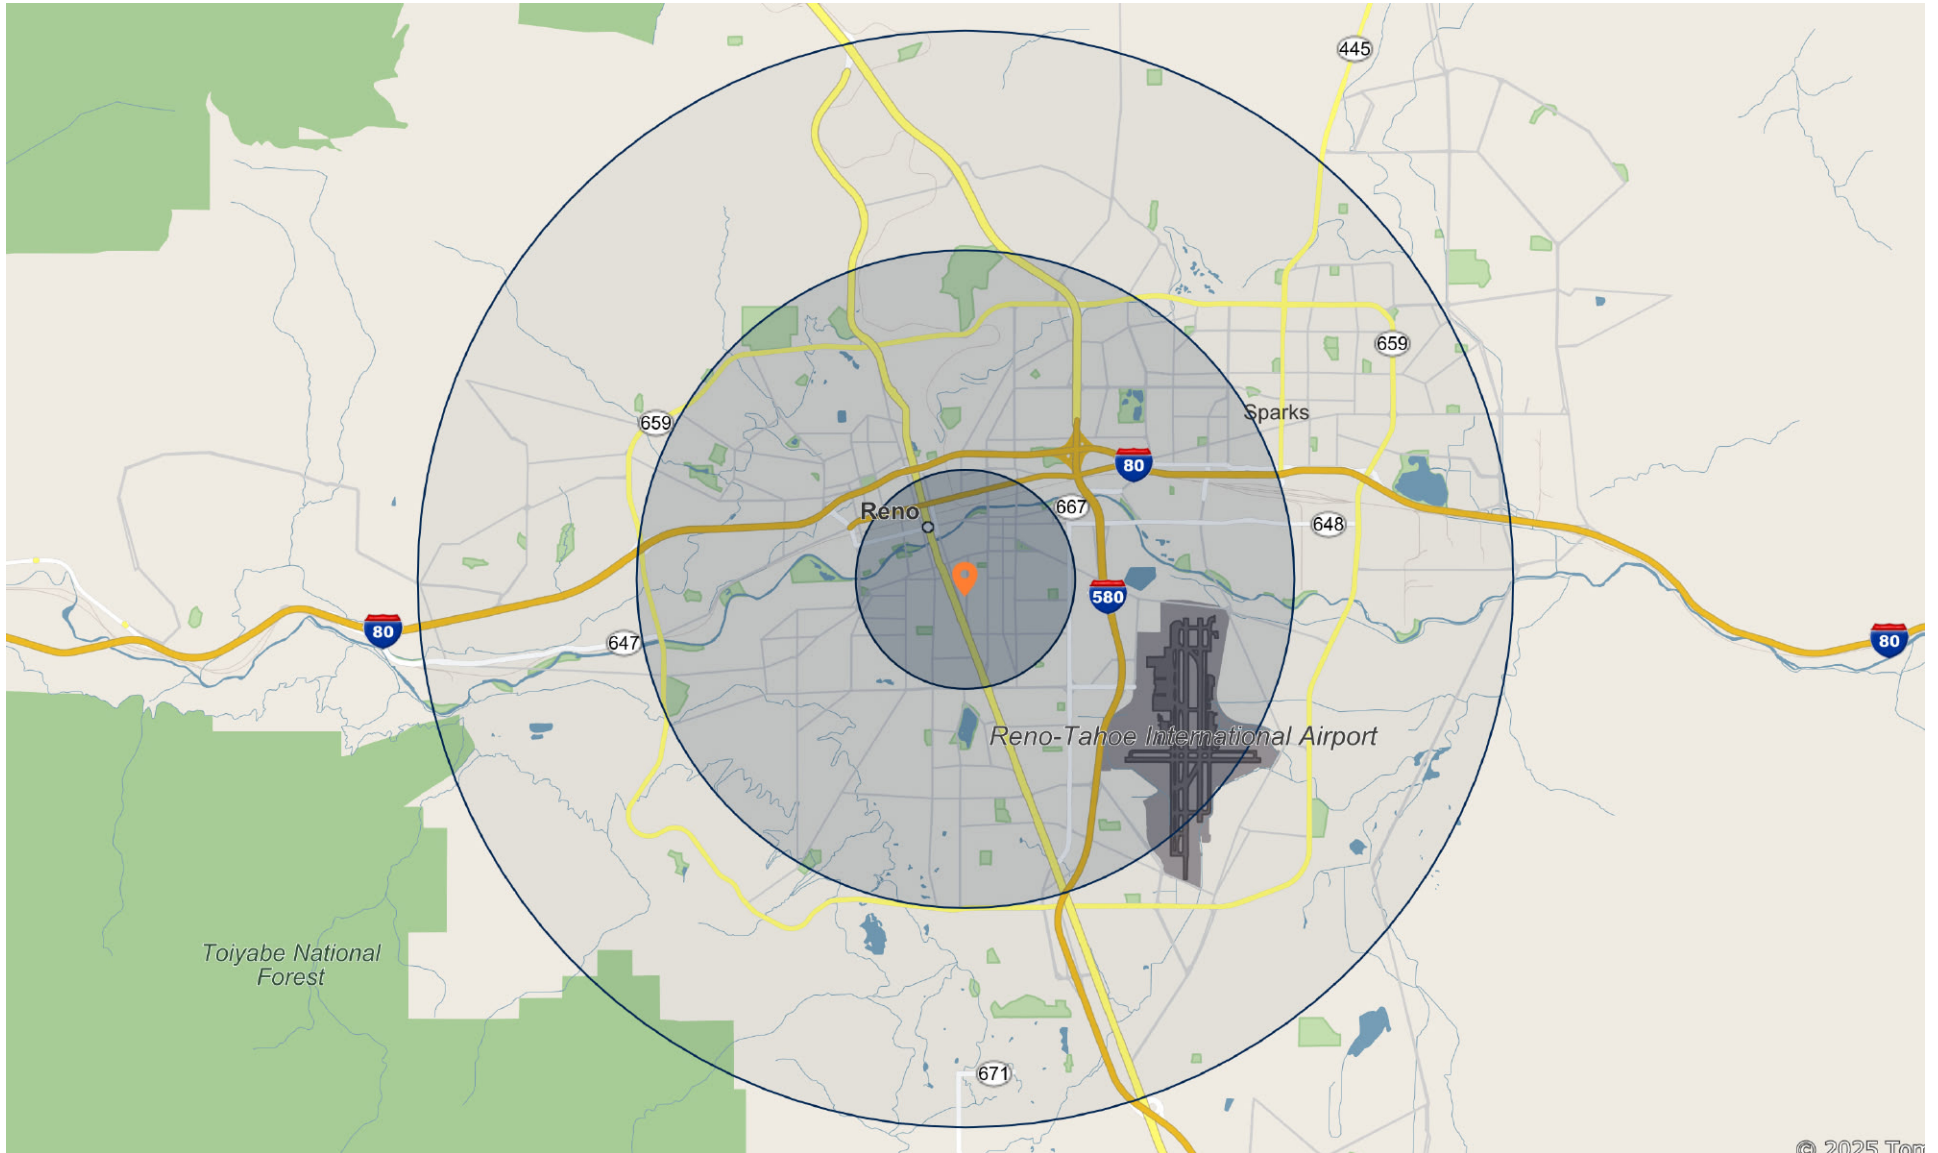 445
659
659
Sparks
80
Reno
667
648
580
80
647
80
Reno-Tahoe International Airport
Toiyabe National
Forest
671
© 2025 Tom